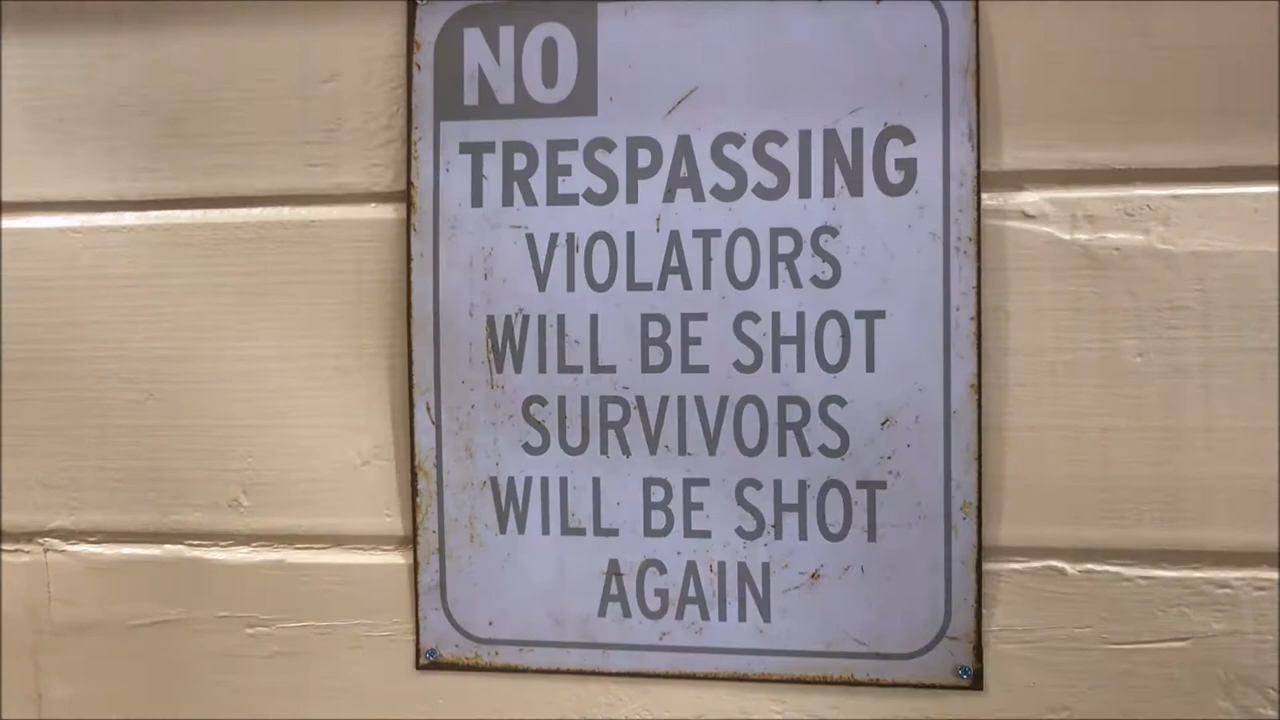 NO
TRESPASSING
VIOLATORS
WILL BE SHOT
SURVIVORS
WILL BE SHOT
AGAIN